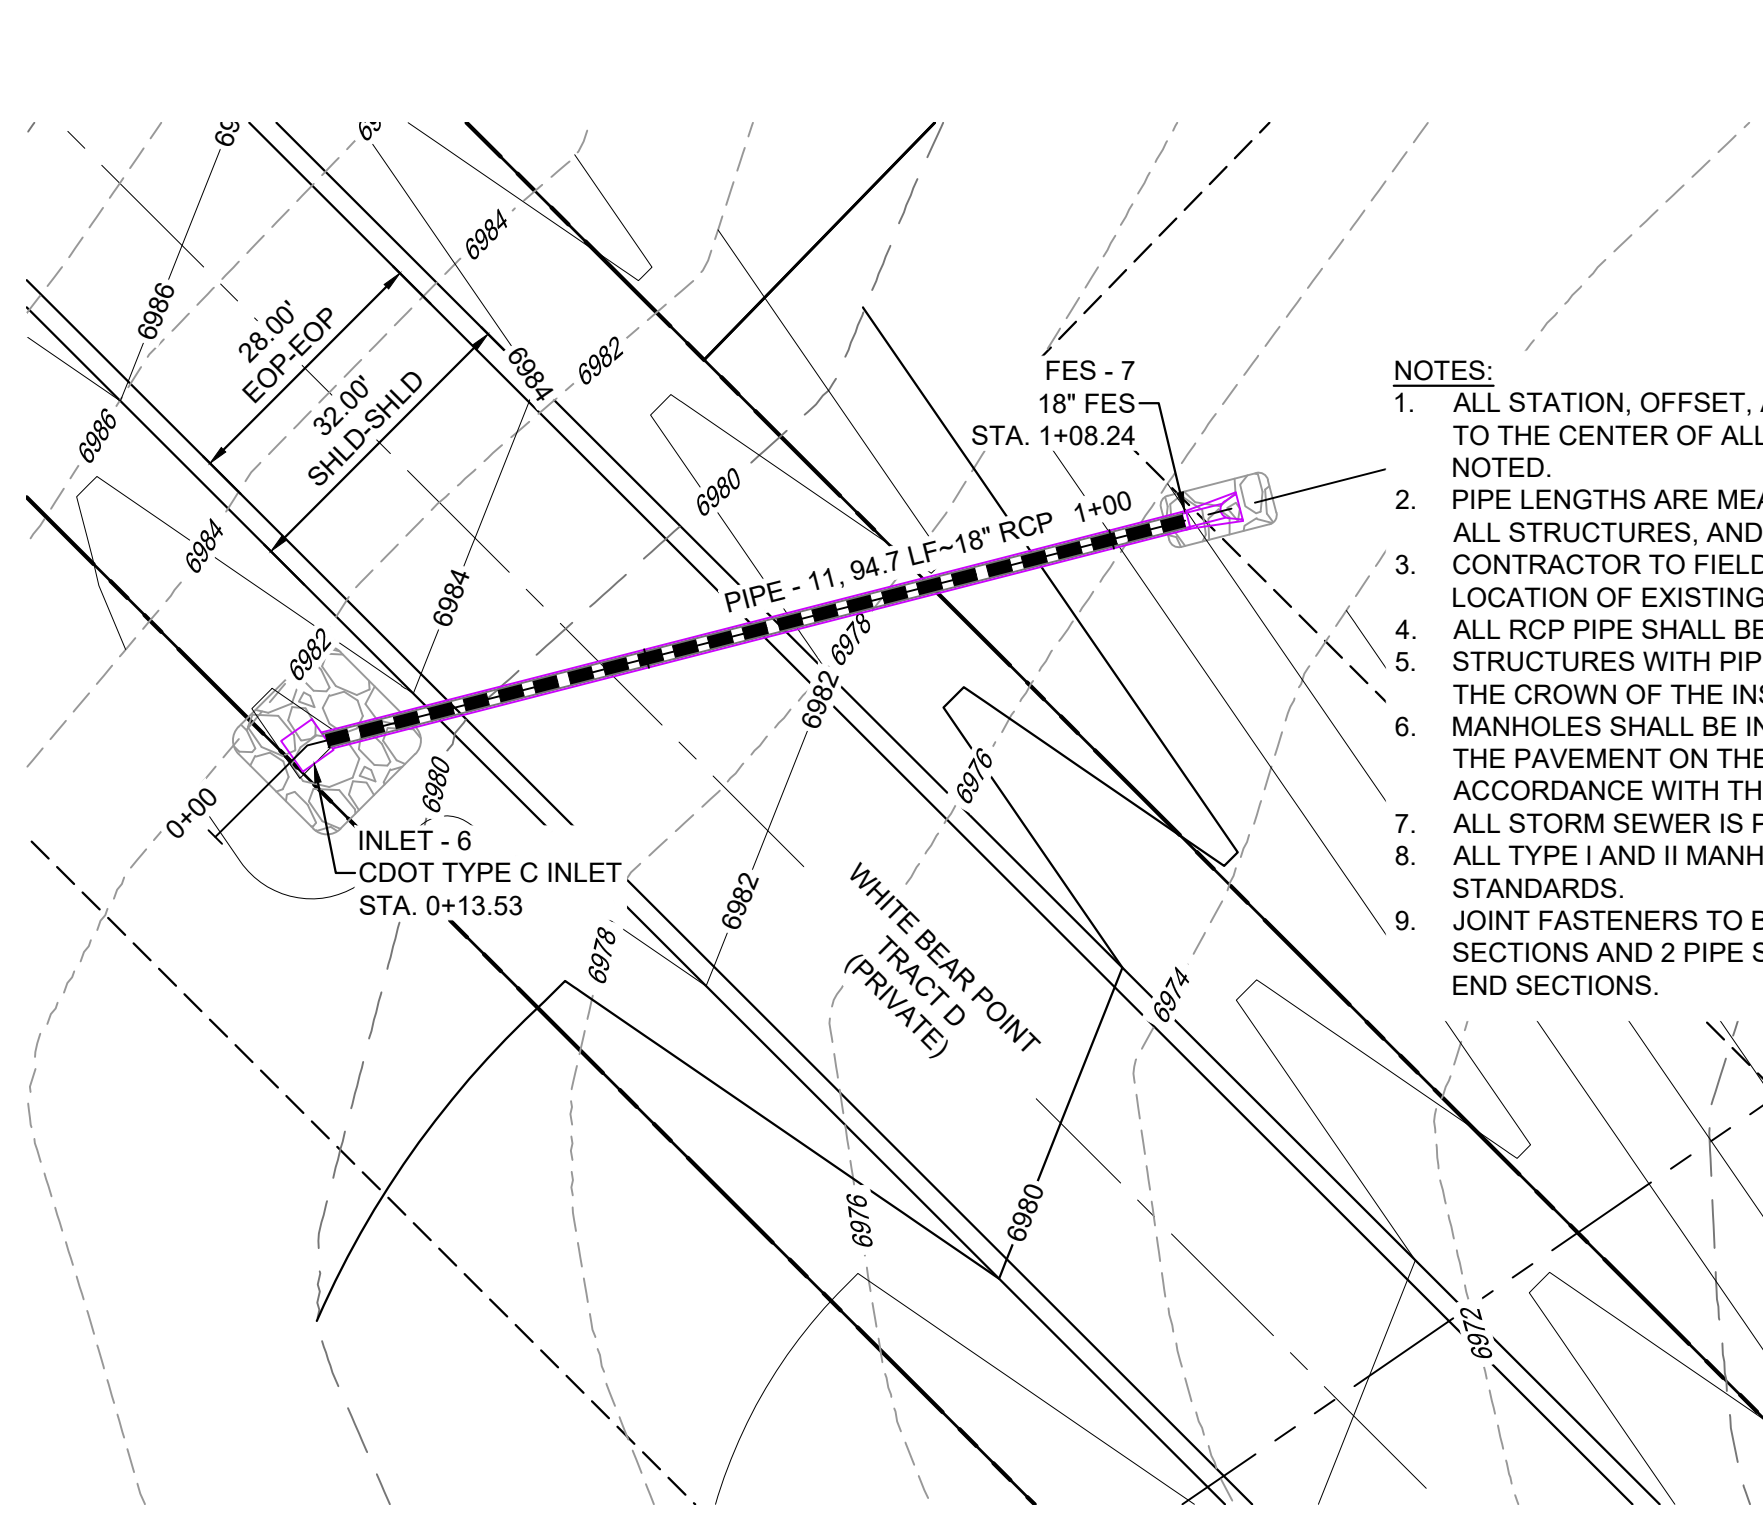 6986
6986
6984
6982
6984
6984
6984
6982
6980
6978
6982
6982
6980
6978
6976
6976
6974
6980
6972
28.00'
EOP-EOP
32.00'
SHLD-SHLD
PIPE - 11, 94.7 LF~18" RCP
1+00
0+00
FES - 7
18" FES
STA. 1+08.24
INLET - 6
CDOT TYPE C INLET
STA. 0+13.53
WHITE BEAR POINT
TRACT D
(PRIVATE)
NOTES:
1. ALL STATION, OFFSET,
TO THE CENTER OF ALL
NOTED.
2. PIPE LENGTHS ARE
ALL STRUCTURES, AND
3. CONTRACTOR TO FIELD
LOCATION OF EXISTING
4. ALL RCP PIPE SHALL BE
5. STRUCTURES WITH
THE CROWN OF THE
6. MANHOLES SHALL BE
THE PAVEMENT ON THE
ACCORDANCE WITH
7. ALL STORM SEWER IS
8. ALL TYPE I AND II
STANDARDS.
9. JOINT FASTENERS TO
SECTIONS AND 2 PIPE
END SECTIONS.